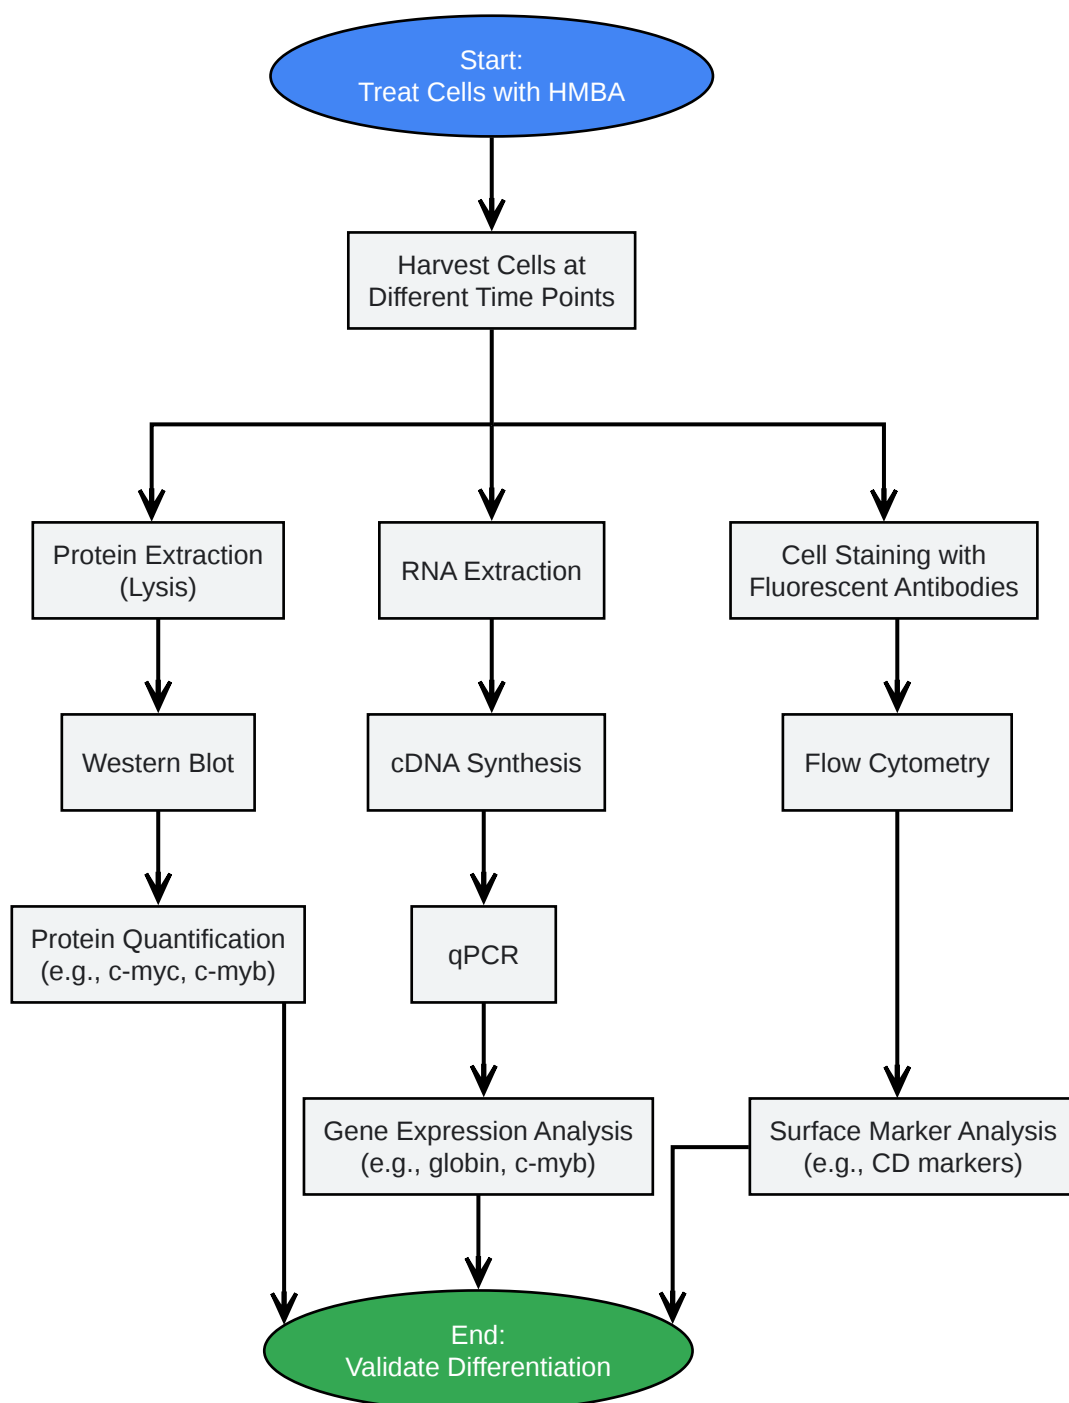 Start:
Treat Cells with HMBA
Harvest Cells at
Different Time Points
Protein Extraction
(Lysis)
RNA Extraction
Cell Staining with
Fluorescent Antibodies
Western Blot
cDNA Synthesis
Flow Cytometry
Protein Quantification
(e.g., c-myc, c-myb)
qPCR
Gene Expression Analysis
(e.g., globin, c-myb)
Surface Marker Analysis
(e.g., CD markers)
End:
Validate Differentiation